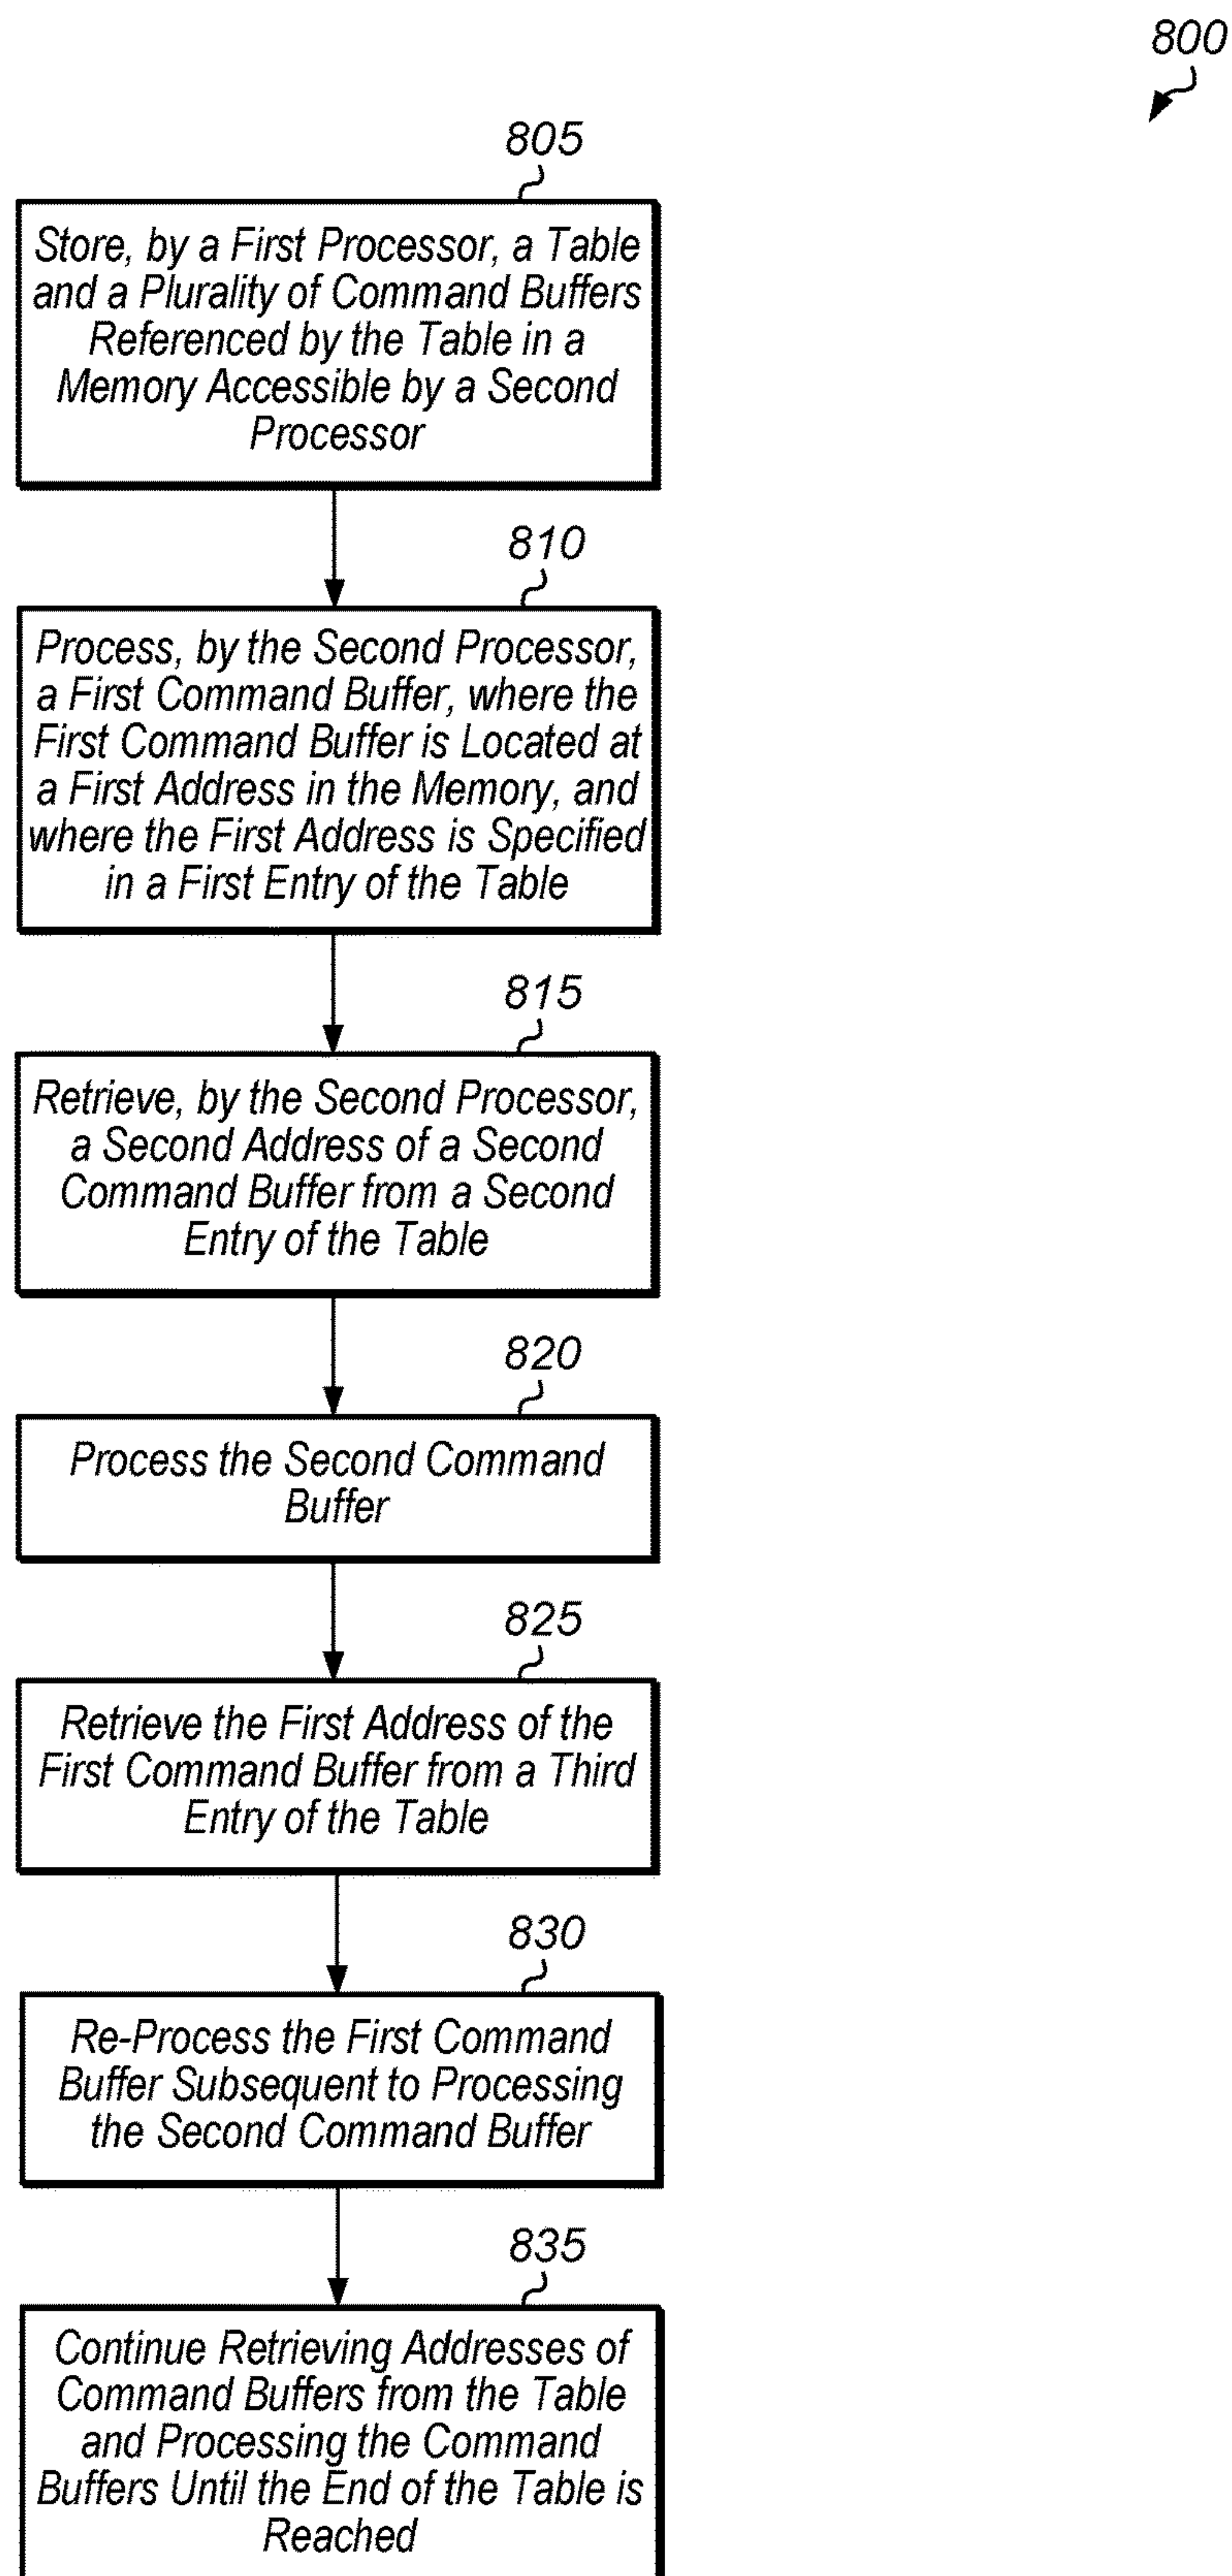 800
805
Store, by a First Processor, a Table
and a Plurality of Command Buffers
Referenced by the Table in a
Memory Accessible by a Second
Processor
810
Process, by the Second Processor,
a First Command Buffer, where the
First Command Buffer is Located at
a First Address in the Memory, and
where the First Address is Specified
in a First Entry of the Table
815
Retrieve, by the Second Processor,
a Second Address of a Second
Command Buffer from a Second
Entry of the Table
820
Process the Second Command
Buffer
825
Retrieve the First Address of the
First Command Buffer from a Third
Entry of the Table
830
Re-Process the First Command
Buffer Subsequent to Processing
the Second Command Buffer
835
Continue Retrieving Addresses of
Command Buffers from the Table
and Processing the Command
Buffers Until the End of the Table is
Reached